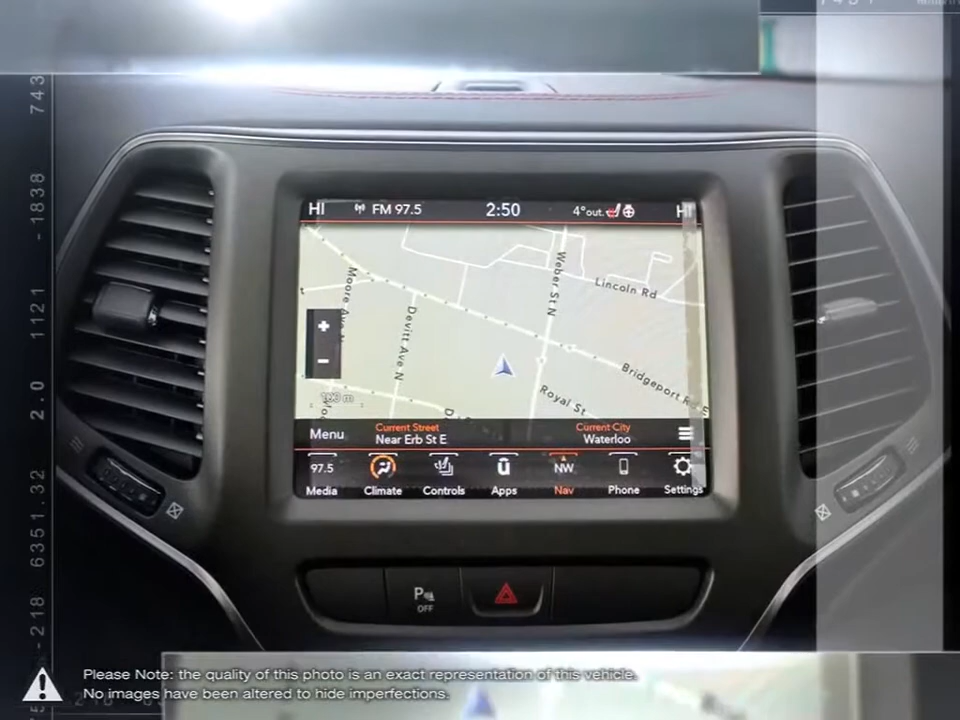 743
- 1838
1121
2.0
6351.32
-218
HI
FM 97.5
2:50
4°out.
HI
Moore Ave N
Devitt Ave N
Weber St N
Lincoln Rd
Bridgeport Rd E
Royal St
+
-
Menu
Current Street
Near Erb St E
Current City
Waterloo
97.5
NW
Media
Climate
Controls
Apps
Nav
Phone
Settings
P
OFF
Please Note: the quality of this photo is an exact representation of this vehicle.
No images have been altered to hide imperfections.